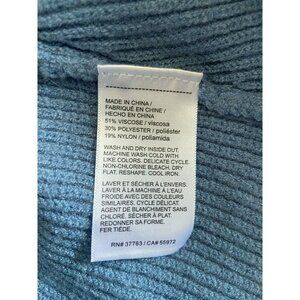 MADE IN CHINA /
FABRIQUÉ EN CHINE /
HECHO EN CHINA
51% VISCOSE / viscosa
30% POLYESTER / poliéster
19% NYLON / poliamida
WASH AND DRY INSIDE OUT.
MACHINE WASH COLD WITH
LIKE COLORS. DELICATE CYCLE.
NON-CHLORINE BLEACH. DRY
FLAT. RESHAPE. COOL IRON.
LAVER ET SÉCHER À L'ENVERS.
LAVER À LA MACHINE À L'EAU
FROIDE AVEC DES COULEURS
SIMILAIRES. CYCLE DÉLICAT.
AGENT DE BLANCHIMENT SANS
CHLORE. SÉCHER À PLAT.
REDONNER SA FORME.
FER TIÈDE.
RN# 37763 / CA# 55972